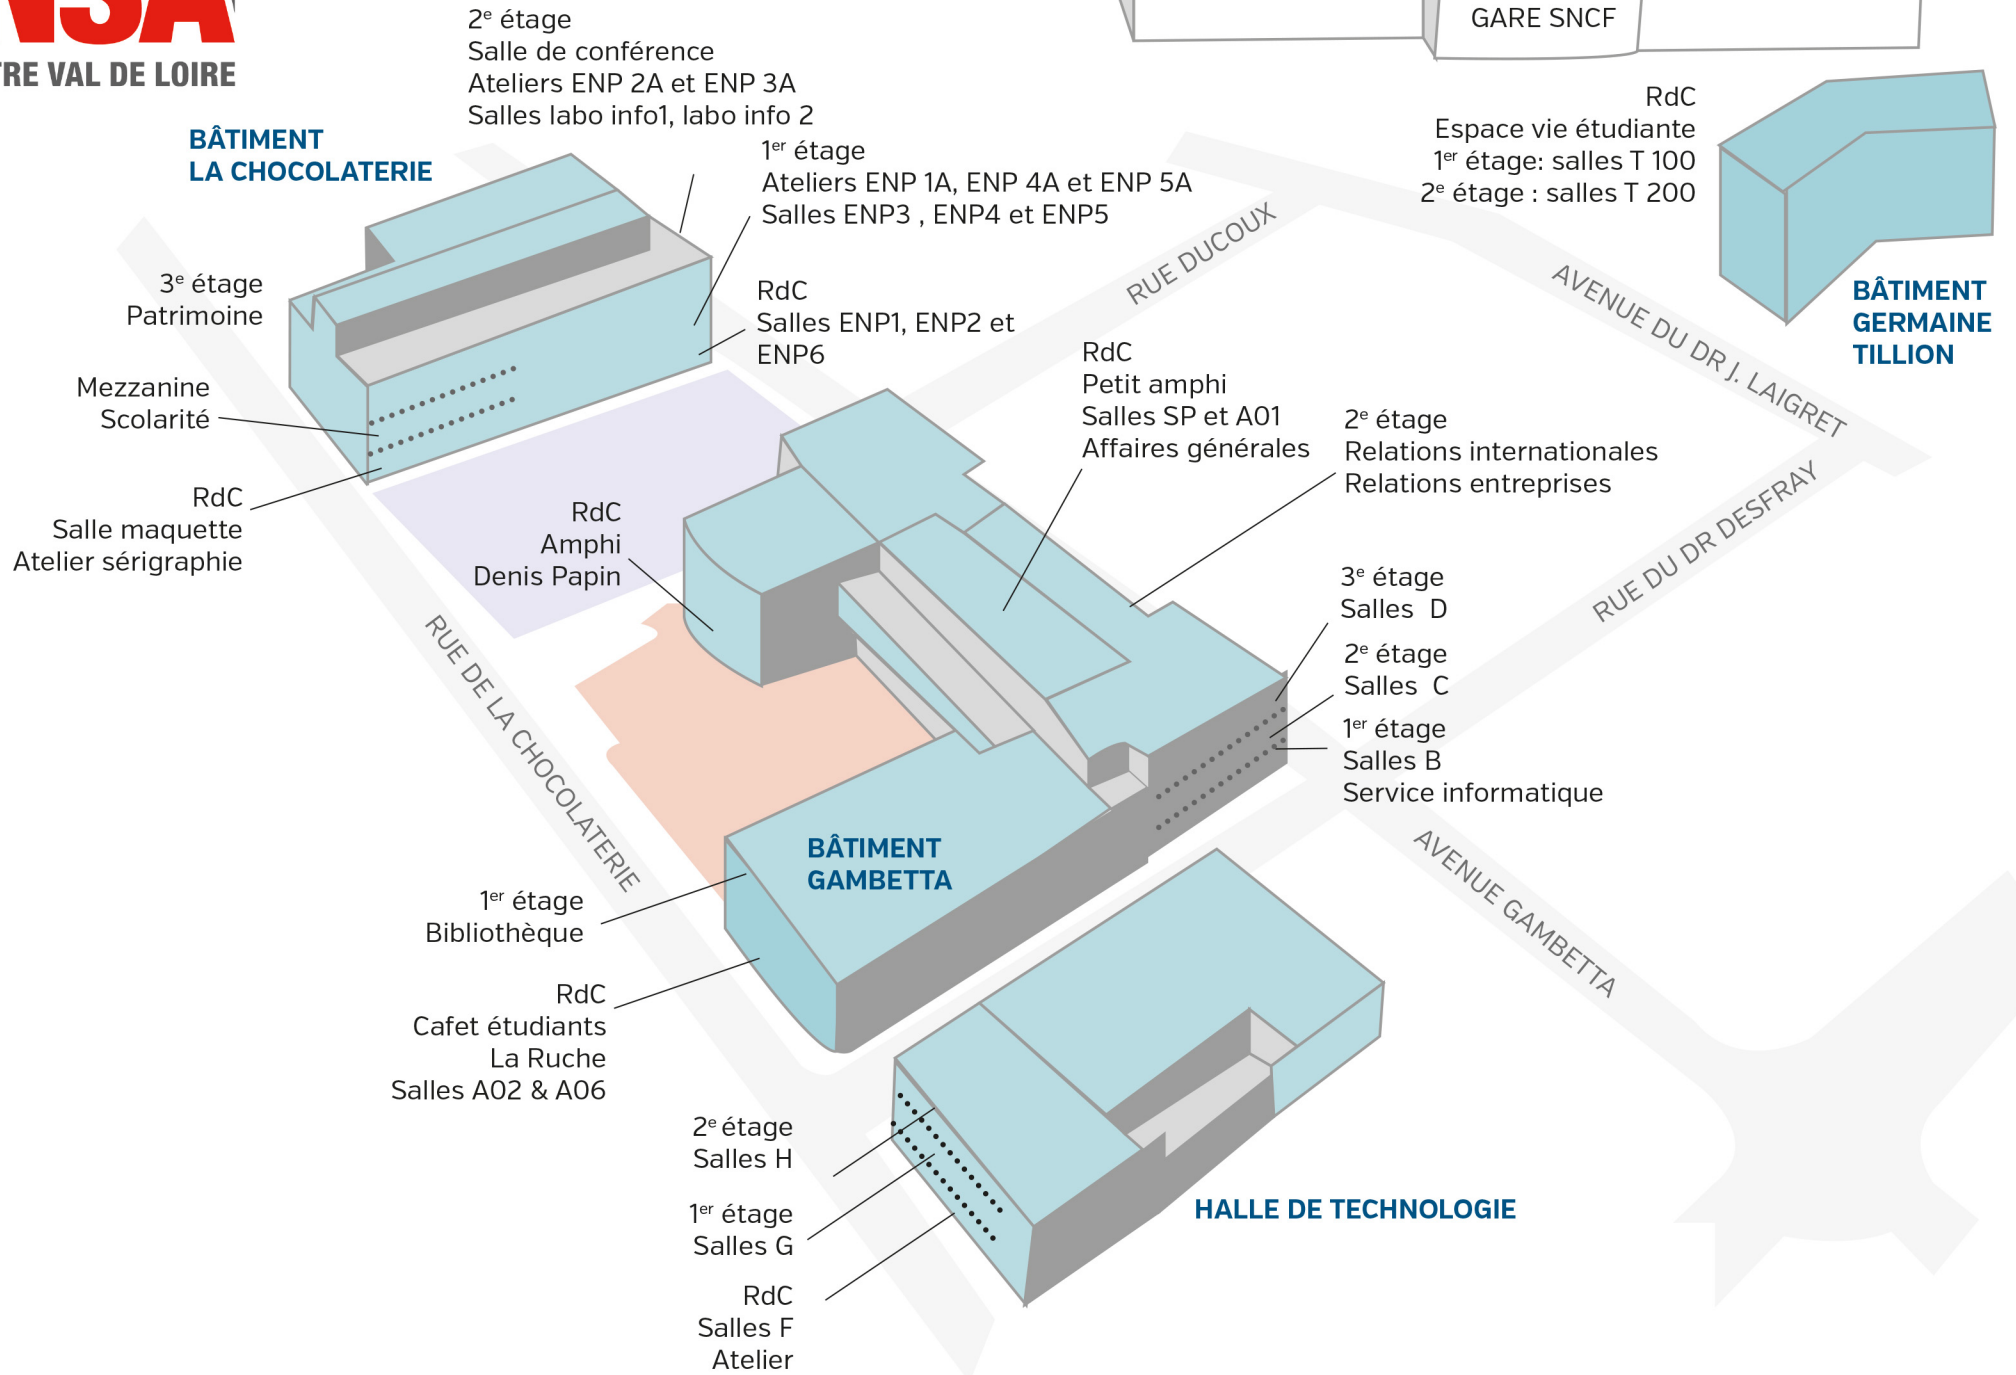 TRE VAL DE LOIRE
2e étage
Salle de conférence
Ateliers ENP 2A et ENP 3A
Salles labo info1, labo info 2
GARE SNCF
BÂTIMENT
LA CHOCOLATERIE
1er étage
Ateliers ENP 1A, ENP 4A et ENP 5A
Salles ENP3 , ENP4 et ENP5
RdC
Espace vie étudiante
1er étage: salles T 100
2e étage : salles T 200
BÂTIMENT
GERMAINE
TILLION
3e étage
Patrimoine
RdC
Salles ENP1, ENP2 et
ENP6
RUE DUCOUX
AVENUE DU DR J. LAIGRET
Mezzanine
Scolarité
RdC
Salle maquette
Atelier sérigraphie
RdC
Amphi
Denis Papin
RdC
Petit amphi
Salles SP et A01
Affaires générales
2e étage
Relations internationales
Relations entreprises
RUE DU DR DESFRAY
3e étage
Salles D
2e étage
Salles C
1er étage
Salles B
Service informatique
RUE DE LA CHOCOLATERIE
BÂTIMENT
GAMBETTA
AVENUE GAMBETTA
1er étage
Bibliothèque
RdC
Cafet étudiants
La Ruche
Salles A02 & A06
2e étage
Salles H
1er étage
Salles G
RdC
Salles F
Atelier
HALLE DE TECHNOLOGIE